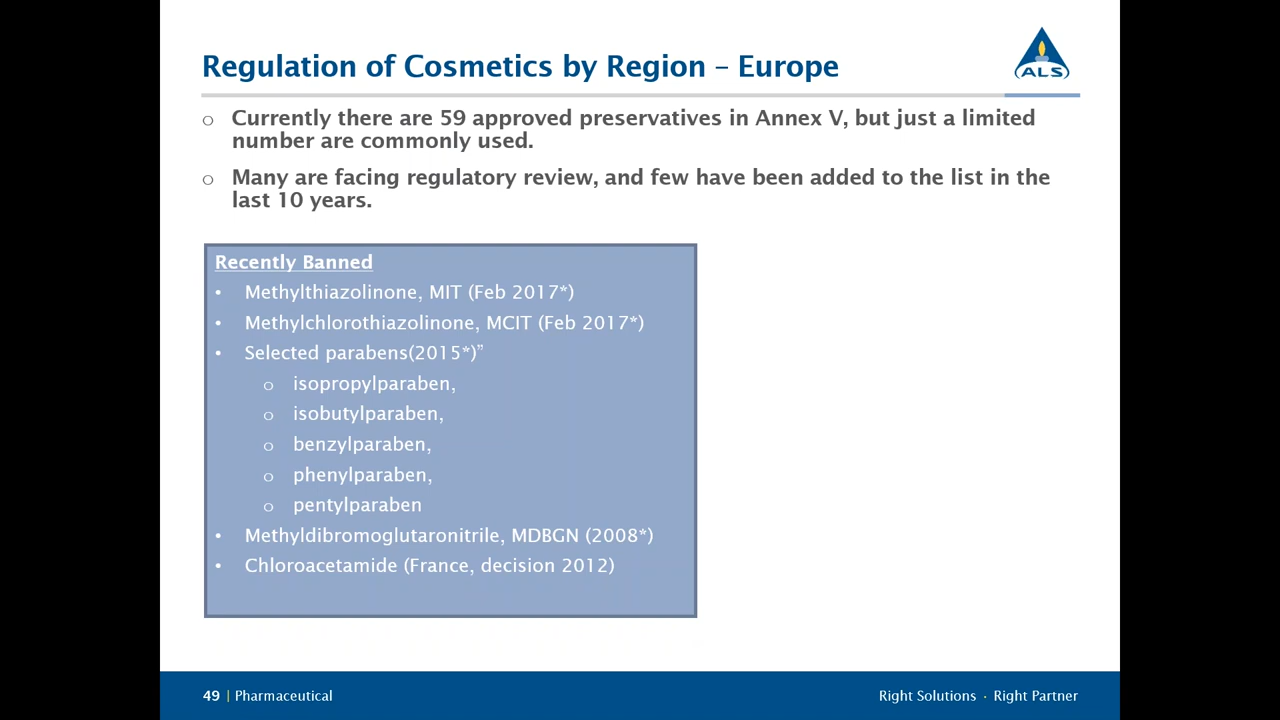 Regulation of Cosmetics by Region – Europe
ALS
o Currently there are 59 approved preservatives in Annex V, but just a limited
number are commonly used.
o Many are facing regulatory review, and few have been added to the list in the
last 10 years.
Recently Banned
• Methylthiazolinone, MIT (Feb 2017*)
• Methylchlorothiazolinone, MCIT (Feb 2017*)
• Selected parabens(2015*)”
o isopropylparaben,
o isobutylparaben,
o benzylparaben,
o phenylparaben,
o pentylparaben
• Methyldibromoglutaronitrile, MDBGN (2008*)
• Chloroacetamide (France, decision 2012)
49 | Pharmaceutical
Right Solutions · Right Partner